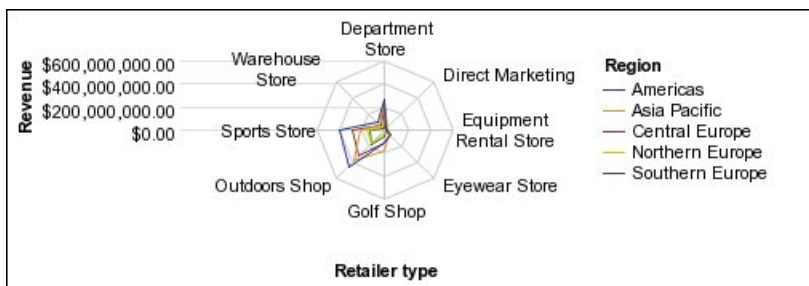 Department
Store
Direct Marketing
Equipment
Rental Store
Eyewear Store
Golf Shop
Outdoors Shop
Sports Store
Warehouse
Store
Revenue
$600,000,000.00
$400,000,000.00
$200,000,000.00
$0.00
Retailer type
Region
Americas
Asia Pacific
Central Europe
Northern Europe
Southern Europe